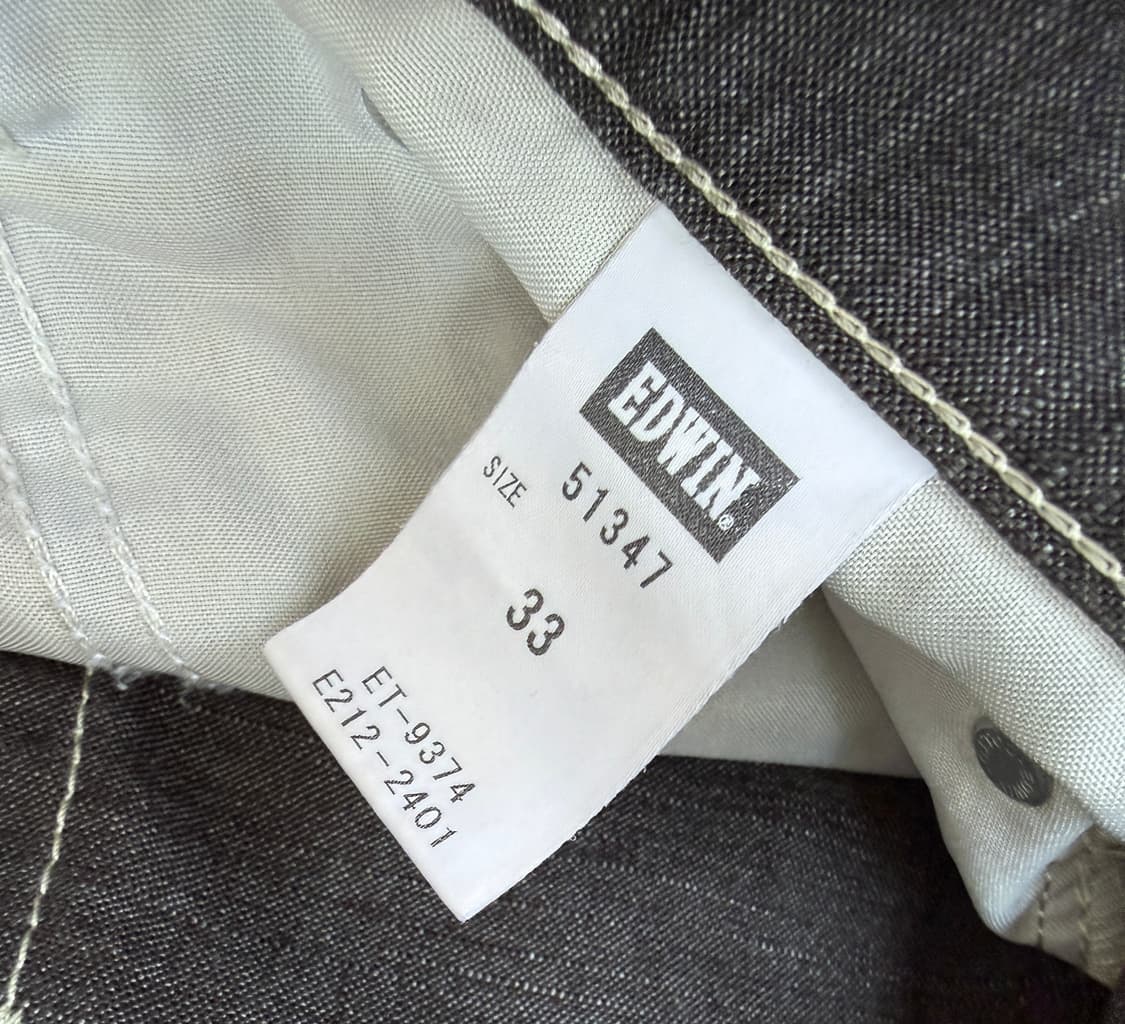 EDWIN®
51347
SIZE
33
ET-9374
E212-2401